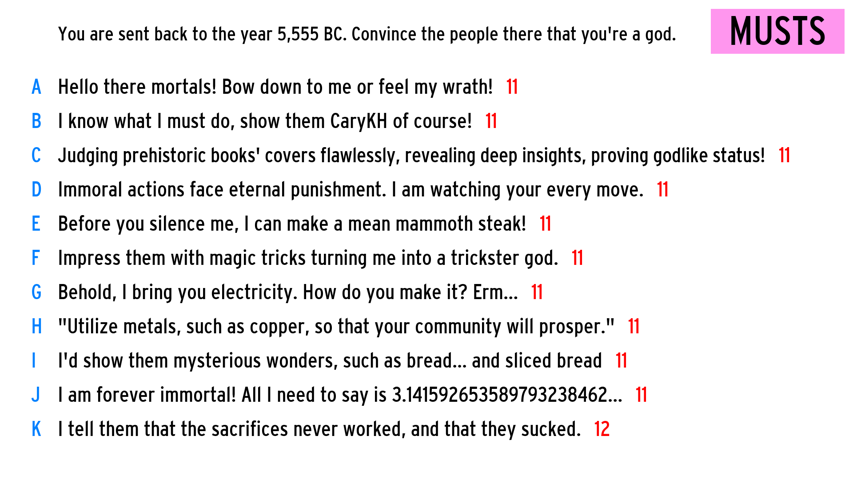 You are sent back to the year 5,555 BC. Convince the people there that you're a god.
MUSTS
A Hello there mortals! Bow down to me or feel my wrath! 11
B I know what I must do, show them CaryKH of course! 11
C Judging prehistoric books' covers flawlessly, revealing deep insights, proving godlike status! 11
D Immoral actions face eternal punishment. I am watching your every move. 11
E Before you silence me, I can make a mean mammoth steak! 11
F Impress them with magic tricks turning me into a trickster god. 11
G Behold, I bring you electricity. How do you make it? Erm... 11
H "Utilize metals, such as copper, so that your community will prosper." 11
I I'd show them mysterious wonders, such as bread... and sliced bread 11
J I am forever immortal! All I need to say is 3.141592653589793238462... 11
K I tell them that the sacrifices never worked, and that they sucked. 12